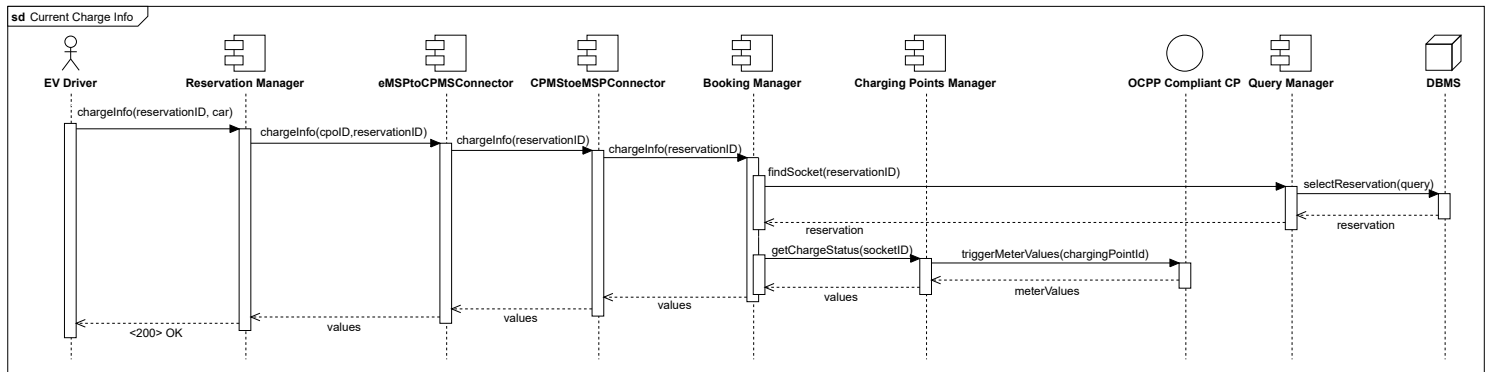 sd Current Charge Info
EV Driver
Reservation Manager
eMSPtoCPMSConnector
CPMStoeMSPConnector
Booking Manager
Charging Points Manager
OCPP Compliant CP
Query Manager
DBMS
chargeInfo(reservationID, car)
chargeInfo(cpoID,reservationID)
chargeInfo(reservationID)
chargeInfo(reservationID)
findSocket(reservationID)
selectReservation(query)
reservation
reservation
getChargeStatus(socketID)
triggerMeterValues(chargingPointId)
meterValues
values
values
values
values
<200> OK